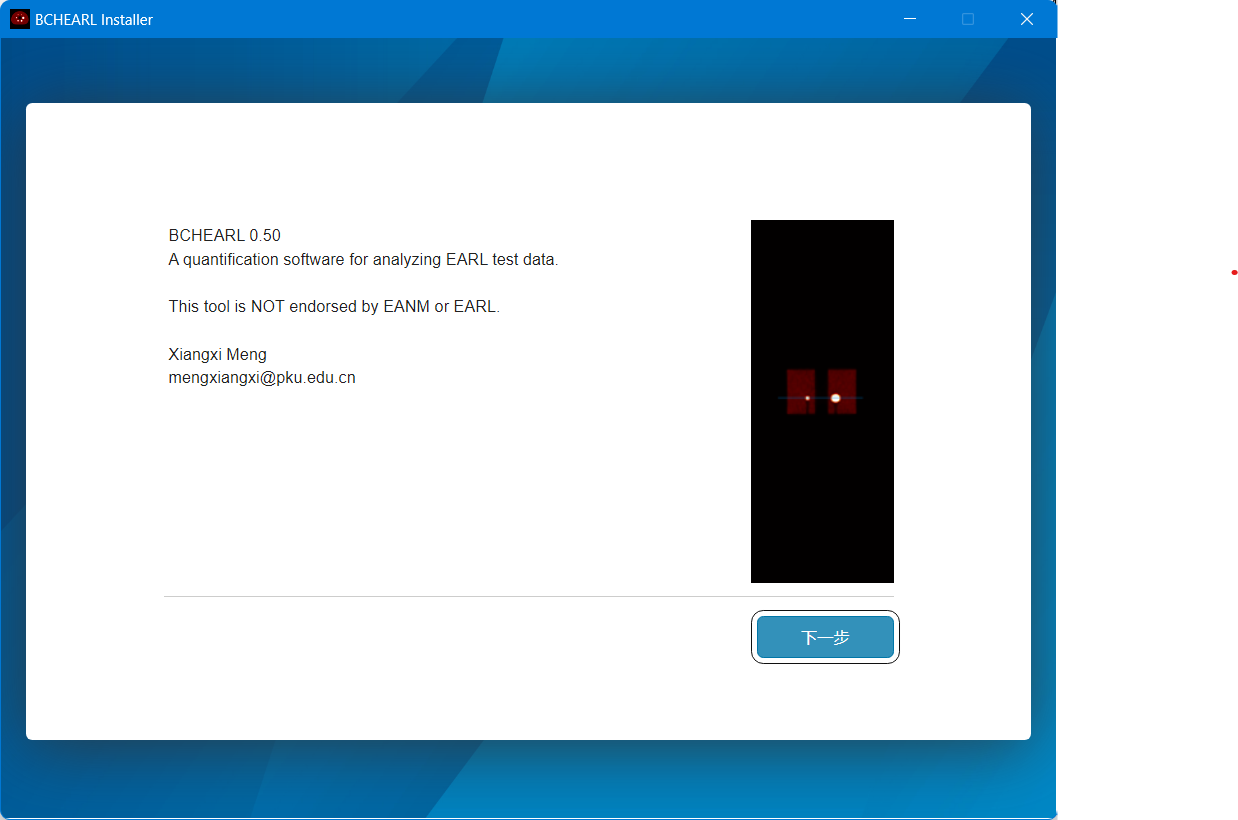 BCHEARL Installer
BCHEARL 0.50
A quantification software for analyzing EARL test data.
This tool is NOT endorsed by EANM or EARL.
Xiangxi Meng
mengxiangxi@pku.edu.cn
下一步